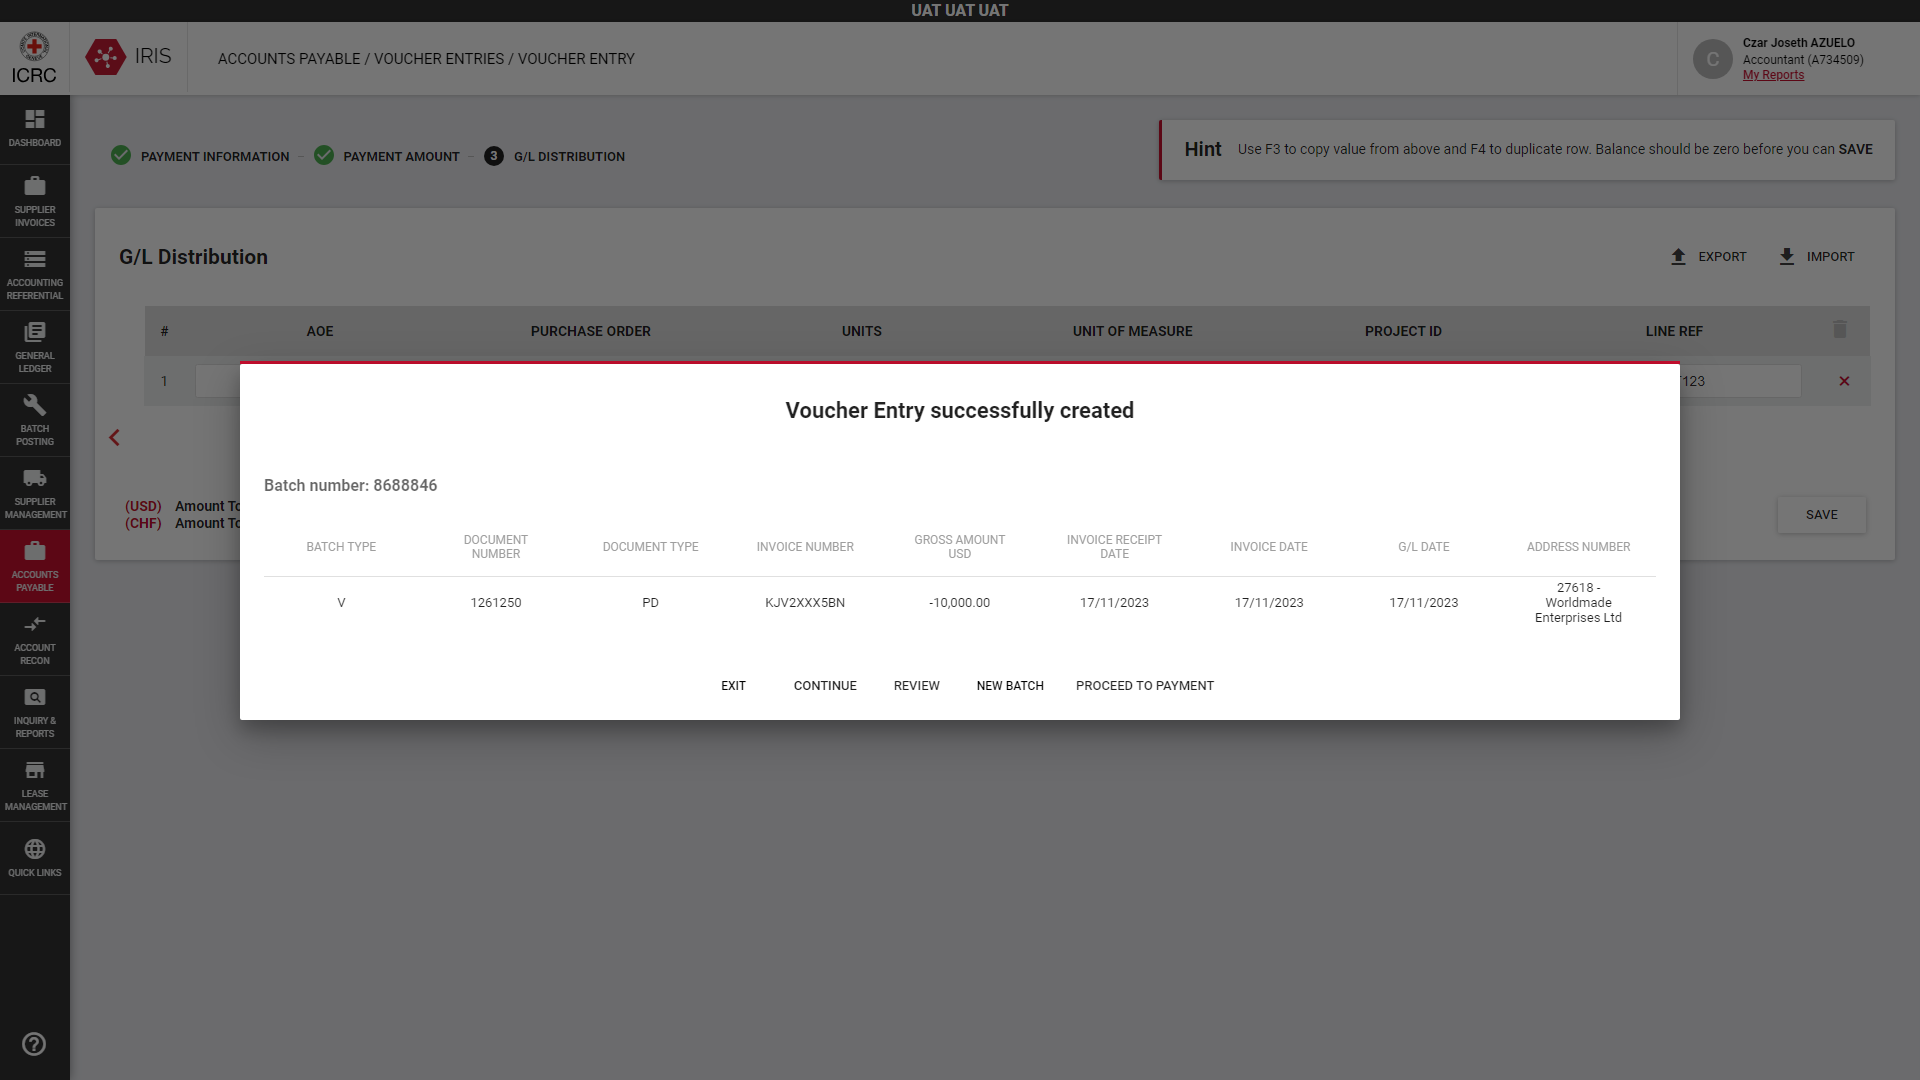 UAT UAT UAT
ICRC
IRIS
ACCOUNTS PAYABLE / VOUCHER ENTRIES / VOUCHER ENTRY
C
Czar Joseth AZUELO
Accountant (A734509)
My Reports
DASHBOARD
SUPPLIER
INVOICES
ACCOUNTING
REFERENTIAL
GENERAL
LEDGER
BATCH
POSTING
SUPPLIER
MANAGEMENT
ACCOUNTS
PAYABLE
ACCOUNT
RECON
INQUIRY &
REPORTS
LEASE
MANAGEMENT
QUICK LINKS
PAYMENT INFORMATION
PAYMENT AMOUNT
3 G/L DISTRIBUTION
Hint Use F3 to copy value from above and F4 to duplicate row. Balance should be zero before you can SAVE
G/L Distribution
EXPORT
IMPORT
# AOE PURCHASE ORDER UNITS UNIT OF MEASURE PROJECT ID LINE REF
1 123
(USD) Amount To
(CHF) Amount To
SAVE
Voucher Entry successfully created
Batch number: 8688846
BATCH TYPE DOCUMENT NUMBER DOCUMENT TYPE INVOICE NUMBER GROSS AMOUNT USD INVOICE RECEIPT DATE INVOICE DATE G/L DATE ADDRESS NUMBER
V 1261250 PD KJV2XXX5BN -10,000.00 17/11/2023 17/11/2023 17/11/2023 27618 - Worldmade Enterprises Ltd
EXIT CONTINUE REVIEW NEW BATCH PROCEED TO PAYMENT